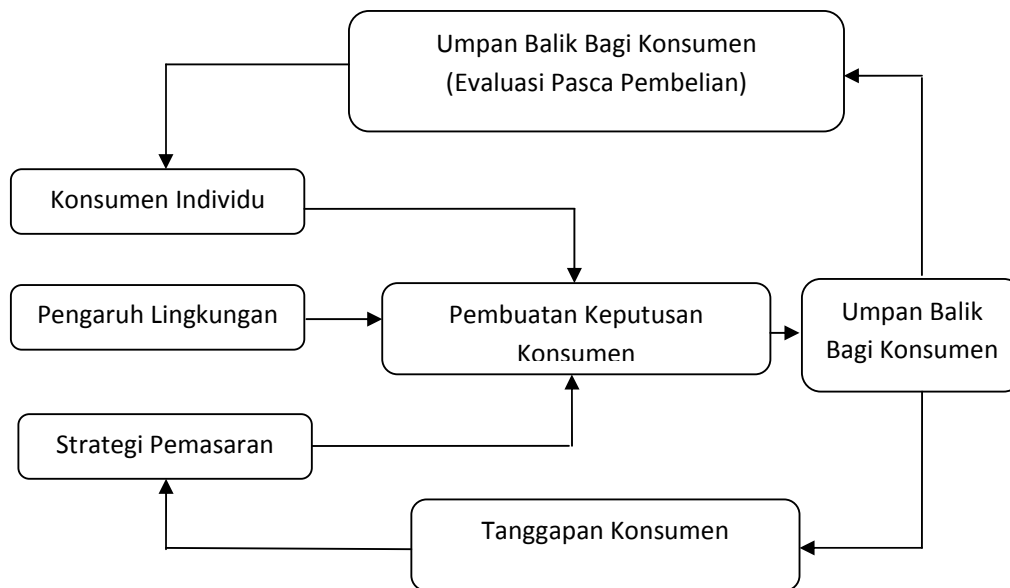 Umpan Balik Bagi Konsumen
(Evaluasi Pasca Pembelian)
Konsumen Individu
Pengaruh Lingkungan
Pembuatan Keputusan
Konsumen
Umpan Balik
Bagi Konsumen
Strategi Pemasaran
Tanggapan Konsumen